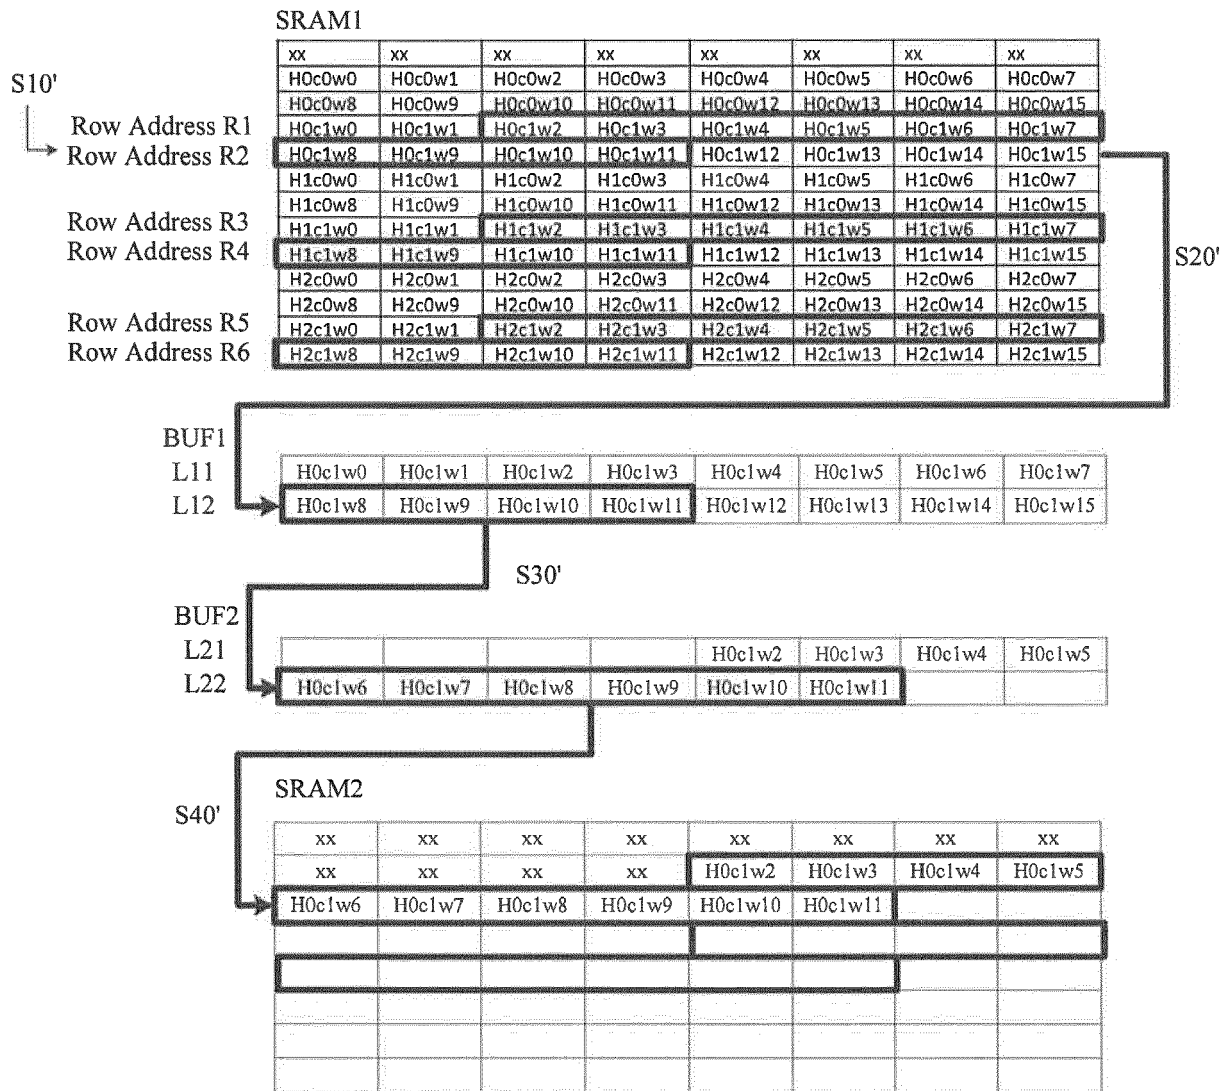 SRAM1
xx xx xx xx xx xx xx xx
H0c0w0 H0c0w1 H0c0w2 H0c0w3 H0c0w4 H0c0w5 H0c0w6 H0c0w7
S10'
H0c0w8 H0c0w9 H0c0w10 H0c0w11 H0c0w12 H0c0w13 H0c0w14 H0c0w15
Row Address R1 H0c1w0 H0c1w1 H0c1w2 H0c1w3 H0c1w4 H0c1w5 H0c1w6 H0c1w7
Row Address R2 H0c1w8 H0c1w9 H0c1w10 H0c1w11 H0c1w12 H0c1w13 H0c1w14 H0c1w15
H1c0w0 H1c0w1 H1c0w2 H1c0w3 H1c0w4 H1c0w5 H1c0w6 H1c0w7
H1c0w8 H1c0w9 H1c0w10 H1c0w11 H1c0w12 H1c0w13 H1c0w14 H1c0w15
Row Address R3 H1c1w0 H1c1w1 H1c1w2 H1c1w3 H1c1w4 H1c1w5 H1c1w6 H1c1w7
Row Address R4 H1c1w8 H1c1w9 H1c1w10 H1c1w11 H1c1w12 H1c1w13 H1c1w14 H1c1w15
S20'
H2c0w0 H2c0w1 H2c0w2 H2c0w3 H2c0w4 H2c0w5 H2c0w6 H2c0w7
H2c0w8 H2c0w9 H2c0w10 H2c0w11 H2c0w12 H2c0w13 H2c0w14 H2c0w15
Row Address R5 H2c1w0 H2c1w1 H2c1w2 H2c1w3 H2c1w4 H2c1w5 H2c1w6 H2c1w7
Row Address R6 H2c1w8 H2c1w9 H2c1w10 H2c1w11 H2c1w12 H2c1w13 H2c1w14 H2c1w15
BUF1
L11 H0c1w0 H0c1w1 H0c1w2 H0c1w3 H0c1w4 H0c1w5 H0c1w6 H0c1w7
L12 H0c1w8 H0c1w9 H0c1w10 H0c1w11 H0c1w12 H0c1w13 H0c1w14 H0c1w15
S30'
BUF2
L21 H0c1w2 H0c1w3 H0c1w4 H0c1w5
L22 H0c1w6 H0c1w7 H0c1w8 H0c1w9 H0c1w10 H0c1w11
SRAM2
S40'
xx xx xx xx xx xx xx xx
xx xx xx xx H0c1w2 H0c1w3 H0c1w4 H0c1w5
H0c1w6 H0c1w7 H0c1w8 H0c1w9 H0c1w10 H0c1w11